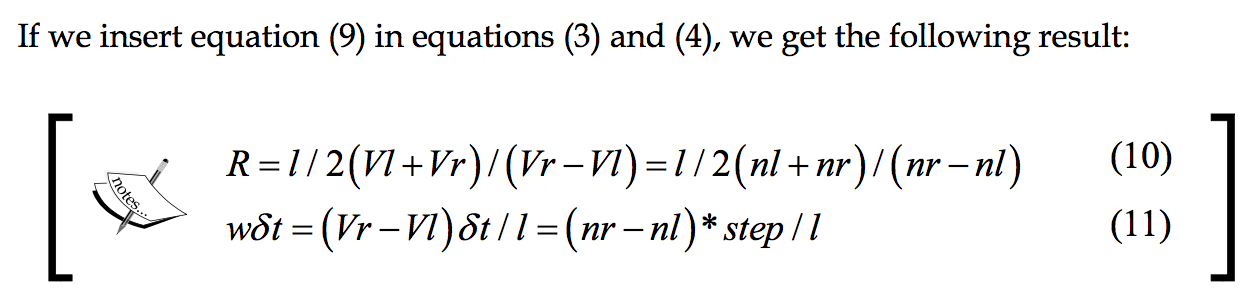 If we insert equation (9) in equations (3) and (4), we get the following result:
R = l / 2(Vl + Vr) / (Vr − Vl) = l / 2(nl + nr) / (nr − nl) (10)
notes...
wδt = (Vr − Vl)δt / l = (nr − nl) * step / l (11)